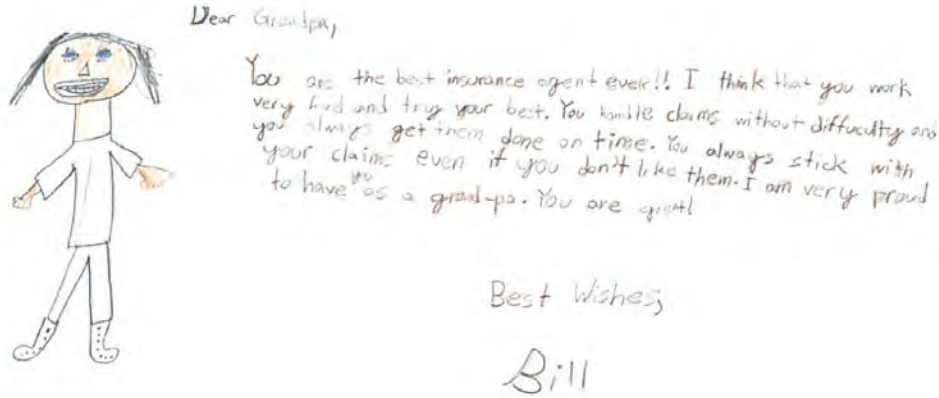 Dear Grandpa,
You are the best insurance agent ever!! I think that you work
very hard and tryg your best. You handle claims without diffuculty and
you always get them done on time. You always stick with
your claims even if you don't like them. I am very proud
to have you as a grand-pa. You are great!
Best Wishes,
Bill